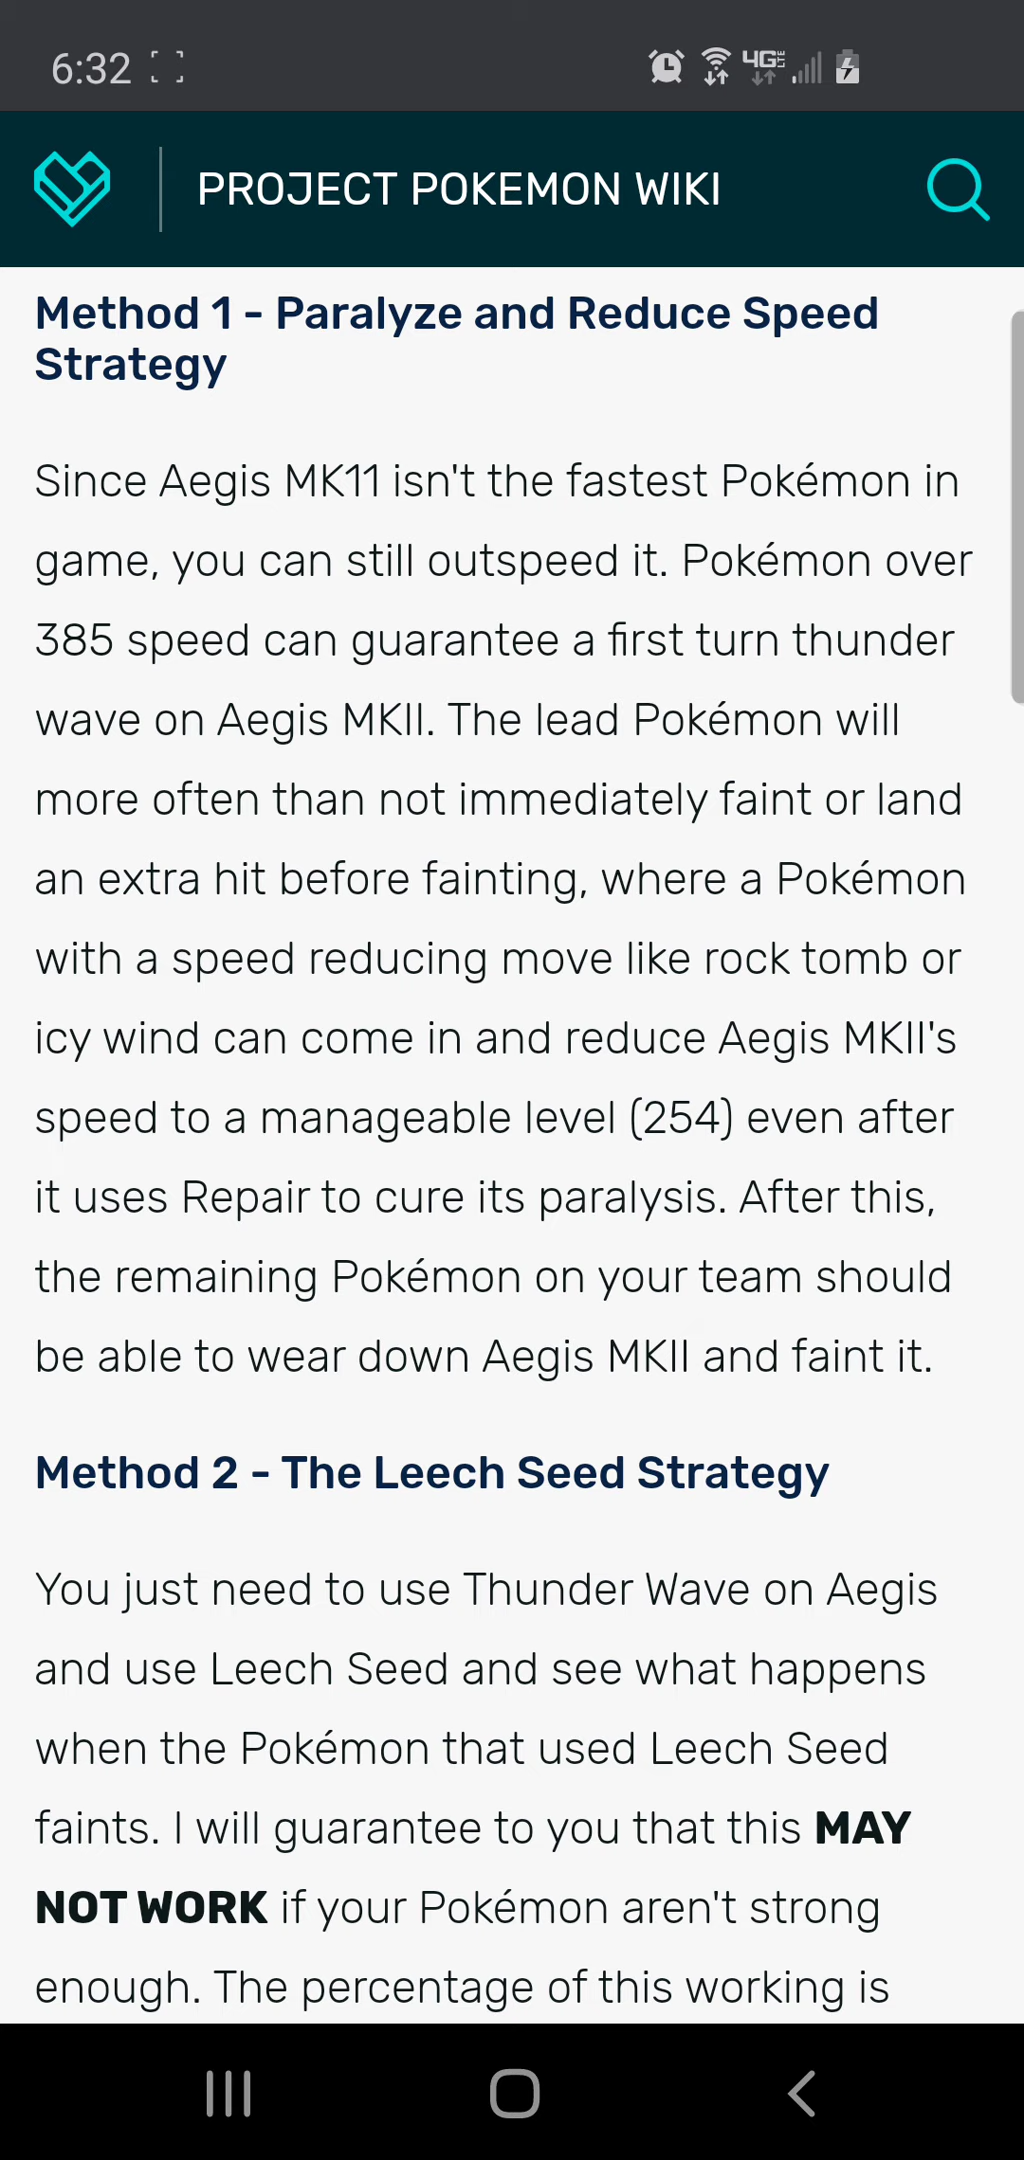 6:32
4G LTE
PROJECT POKEMON WIKI
Method 1 - Paralyze and Reduce Speed
Strategy
Since Aegis MK11 isn't the fastest Pokémon in
game, you can still outspeed it. Pokémon over
385 speed can guarantee a first turn thunder
wave on Aegis MKII. The lead Pokémon will
more often than not immediately faint or land
an extra hit before fainting, where a Pokémon
with a speed reducing move like rock tomb or
icy wind can come in and reduce Aegis MKII's
speed to a manageable level (254) even after
it uses Repair to cure its paralysis. After this,
the remaining Pokémon on your team should
be able to wear down Aegis MKII and faint it.
Method 2 - The Leech Seed Strategy
You just need to use Thunder Wave on Aegis
and use Leech Seed and see what happens
when the Pokémon that used Leech Seed
faints. I will guarantee to you that this MAY
NOT WORK if your Pokémon aren't strong
enough. The percentage of this working is